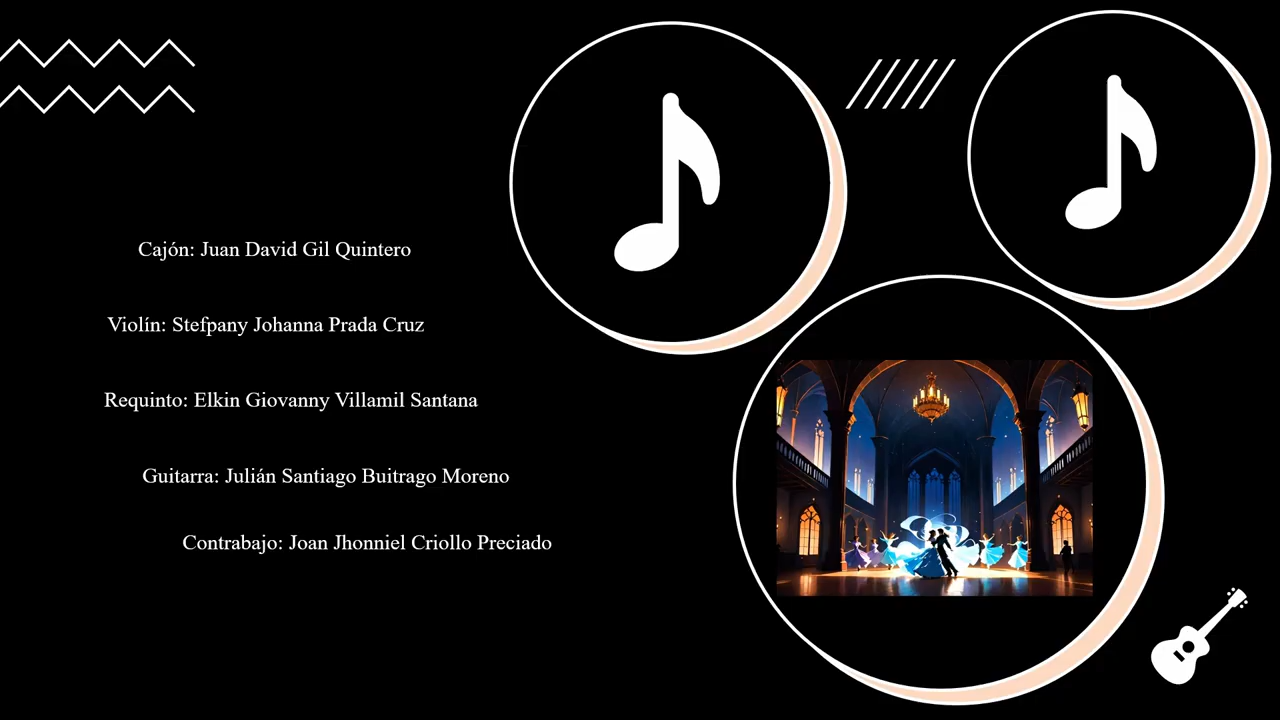 Cajón: Juan David Gil Quintero
Violín: Stefpany Johanna Prada Cruz
Requinto: Elkin Giovanny Villamil Santana
Guitarra: Julián Santiago Buitrago Moreno
Contrabajo: Joan Jhonniel Criollo Preciado